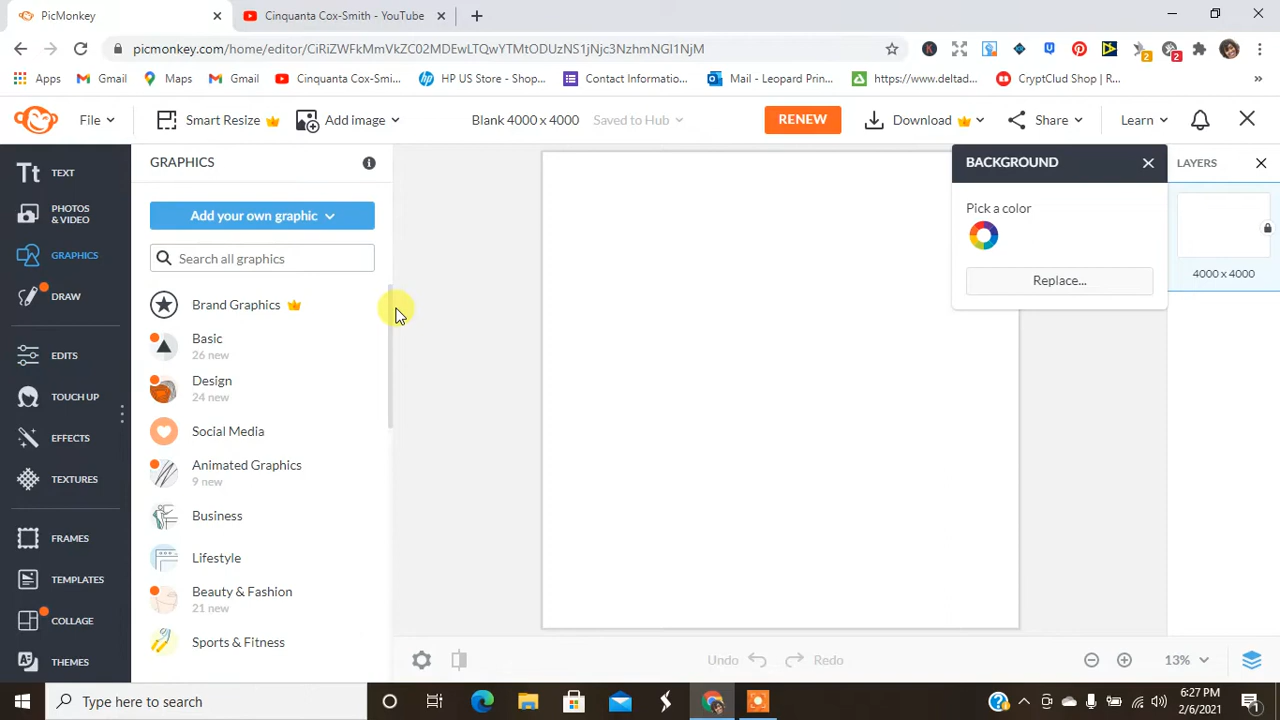 PicMonkey
Cinquanta Cox-Smith - YouTube
picmonkey.com/home/editor/CiRiZWFkMmVkZC02MDEwLTQwYTMtODUzNS1jNjc3NzhmNGI1NjM
Apps
Gmail
Maps
Gmail
Cinquanta Cox-Smi...
HP US Store - Shop...
Contact Informatio...
Mail - Leopard Prin...
https://www.deltad...
CryptClud Shop | R...
File
Smart Resize
Add image
Blank 4000 x 4000
Saved to Hub
RENEW
Download
Share
Learn
TEXT
PHOTOS
& VIDEO
GRAPHICS
DRAW
EDITS
TOUCH UP
EFFECTS
TEXTURES
FRAMES
TEMPLATES
COLLAGE
THEMES
GRAPHICS
Add your own graphic
Search all graphics
Brand Graphics
Basic
26 new
Design
24 new
Social Media
Animated Graphics
9 new
Business
Lifestyle
Beauty & Fashion
21 new
Sports & Fitness
BACKGROUND
Pick a color
Replace...
LAYERS
4000 x 4000
Undo
Redo
13%
Type here to search
6:27 PM
2/6/2021